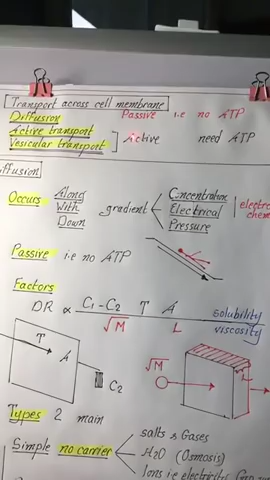 Transport across cell membrane
Diffusion Passive i.e no ATP
Active transport
Vesicular transport ] Active need ATP
ffusion
Occurs Along With Down gradient Concentration Electrical Pressure electro chem
Passive i.e no ATP
Factors
DR ∝ C1-C2 T A solubility
√M L viscosity
T A C2
√M L
Types 2 main
Simple no carrier salts & Gases
H2O (Osmosis)
Ions i.e